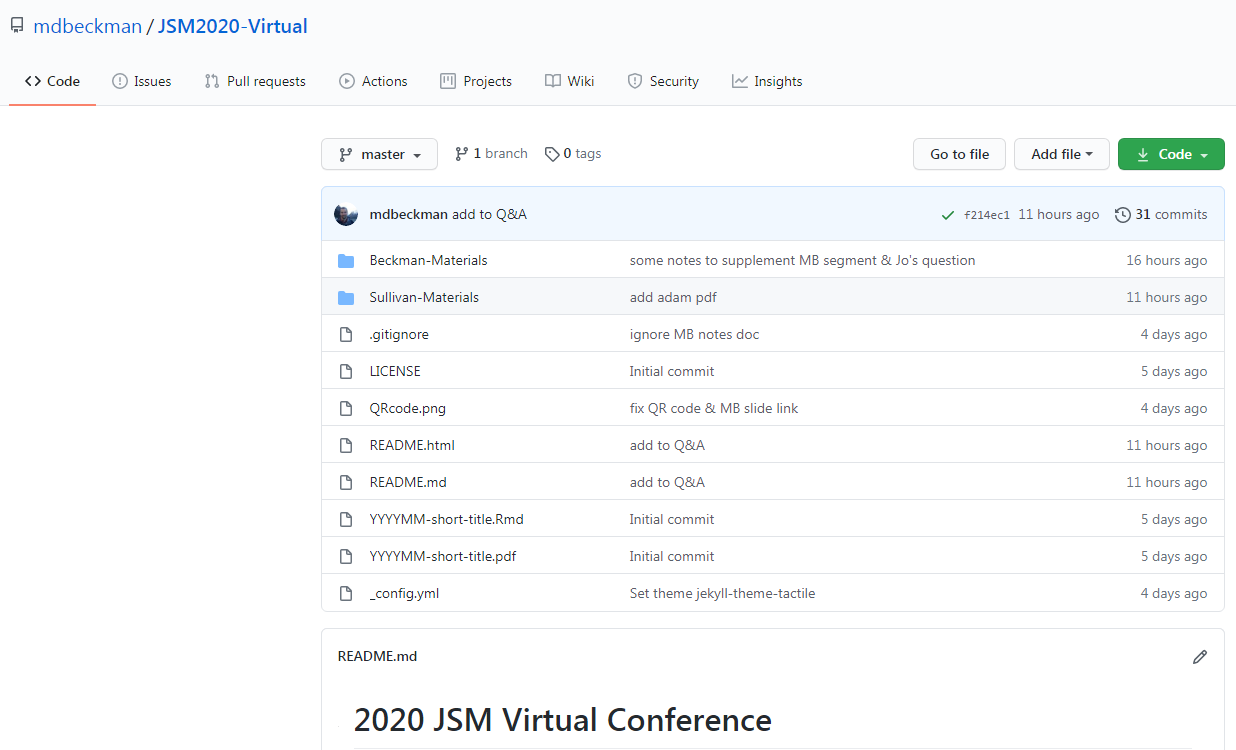 mdbeckman / JSM2020-Virtual
Code Issues Pull requests Actions Projects Wiki Security Insights
master 1 branch 0 tags Go to file Add file Code
mdbeckman add to Q&A f214ec1 11 hours ago 31 commits
Beckman-Materials some notes to supplement MB segment & Jo's question 16 hours ago
Sullivan-Materials add adam pdf 11 hours ago
.gitignore ignore MB notes doc 4 days ago
LICENSE Initial commit 5 days ago
QRcode.png fix QR code & MB slide link 4 days ago
README.html add to Q&A 11 hours ago
README.md add to Q&A 11 hours ago
YYYYMM-short-title.Rmd Initial commit 5 days ago
YYYYMM-short-title.pdf Initial commit 5 days ago
_config.yml Set theme jekyll-theme-tactile 4 days ago
README.md
2020 JSM Virtual Conference